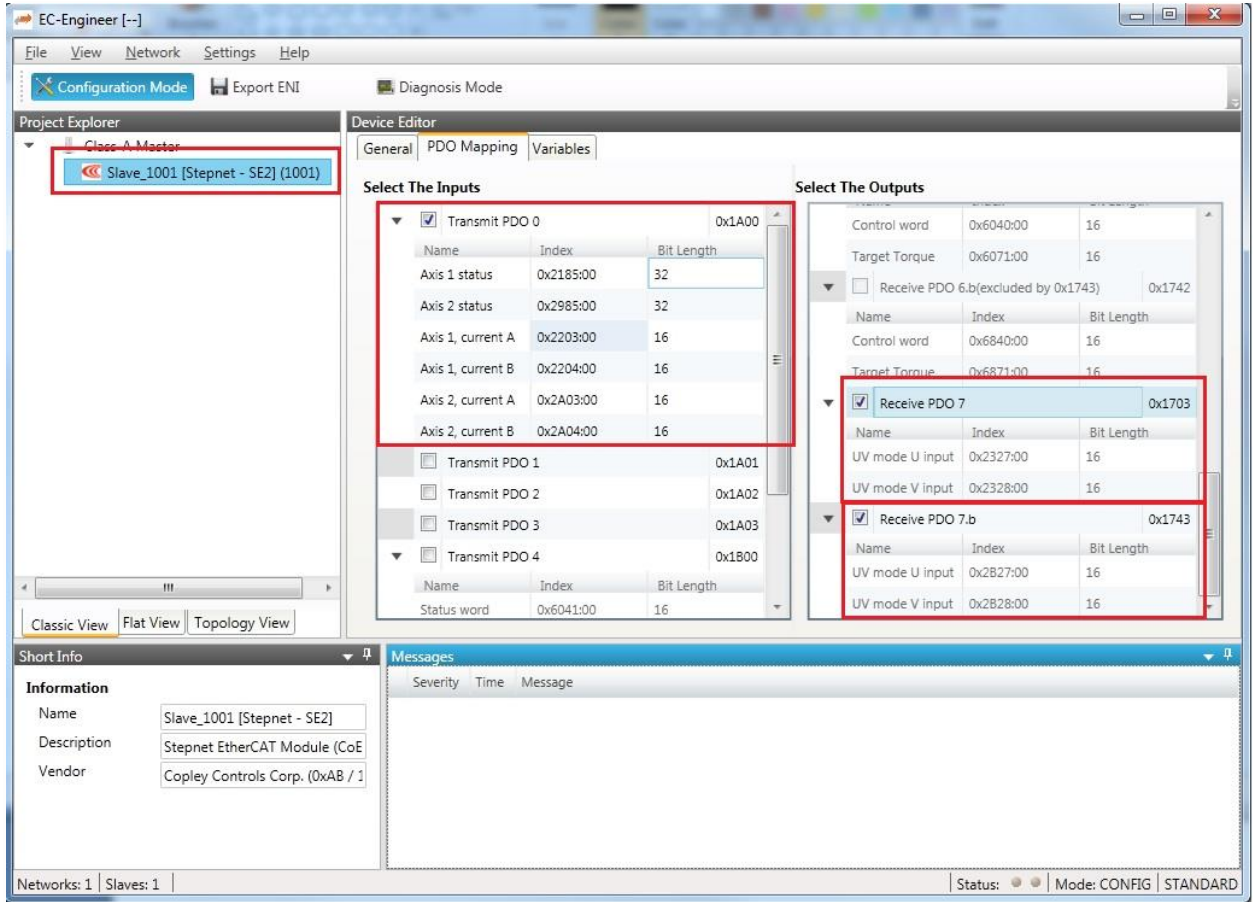 EC-Engineer [--]
File View Network Settings Help
Configuration Mode Export ENI Diagnosis Mode
Project Explorer
Class-A Master
Slave_1001 [Stepnet - SE2] (1001)
Classic View Flat View Topology View
Device Editor
General PDO Mapping Variables
Select The Inputs
Transmit PDO 0 0x1A00
Name Index Bit Length
Axis 1 status 0x2185:00 32
Axis 2 status 0x2985:00 32
Axis 1, current A 0x2203:00 16
Axis 1, current B 0x2204:00 16
Axis 2, current A 0x2A03:00 16
Axis 2, current B 0x2A04:00 16
Transmit PDO 1 0x1A01
Transmit PDO 2 0x1A02
Transmit PDO 3 0x1A03
Transmit PDO 4 0x1B00
Name Index Bit Length
Status word 0x6041:00 16
Select The Outputs
Control word 0x6040:00 16
Target Torque 0x6071:00 16
Receive PDO 6.b(excluded by 0x1743) 0x1742
Name Index Bit Length
Control word 0x6840:00 16
Target Torque 0x6871:00 16
Receive PDO 7 0x1703
Name Index Bit Length
UV mode U input 0x2327:00 16
UV mode V input 0x2328:00 16
Receive PDO 7.b 0x1743
Name Index Bit Length
UV mode U input 0x2B27:00 16
UV mode V input 0x2B28:00 16
Short Info
Information
Name Slave_1001 [Stepnet - SE2]
Description Stepnet EtherCAT Module (CoE
Vendor Copley Controls Corp. (0xAB / 1
Messages
Severity Time Message
Networks: 1 Slaves: 1 Status: Mode: CONFIG STANDARD